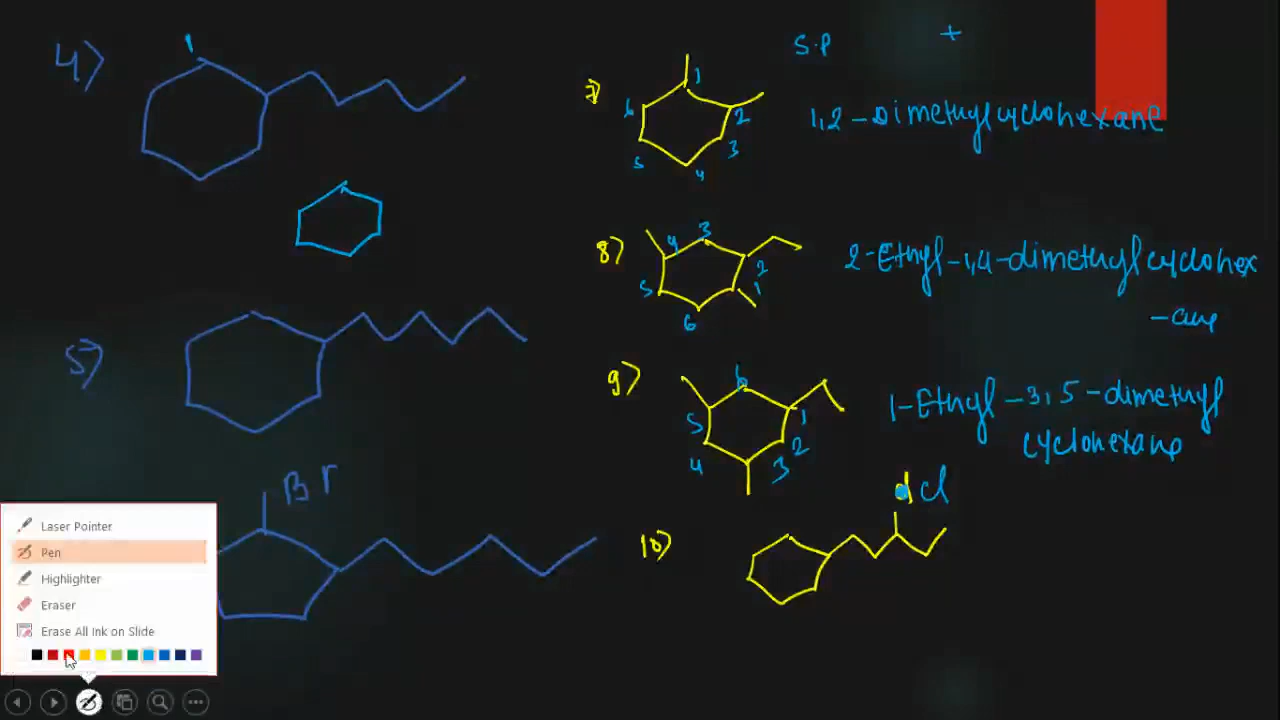 4)
1
5)
Br
S.P +
7)
1
2
3
4
5
6
1,2-Dimethylcyclohexane
8)
1
2
3
4
5
6
2-Ethyl-1,4-dimethylcyclohex
-ane
9)
1
2
3
4
5
6
1-Ethyl-3,5-dimethyl
cyclohexane
10)
cl
Laser Pointer
Pen
Highlighter
Eraser
Erase All Ink on Slide